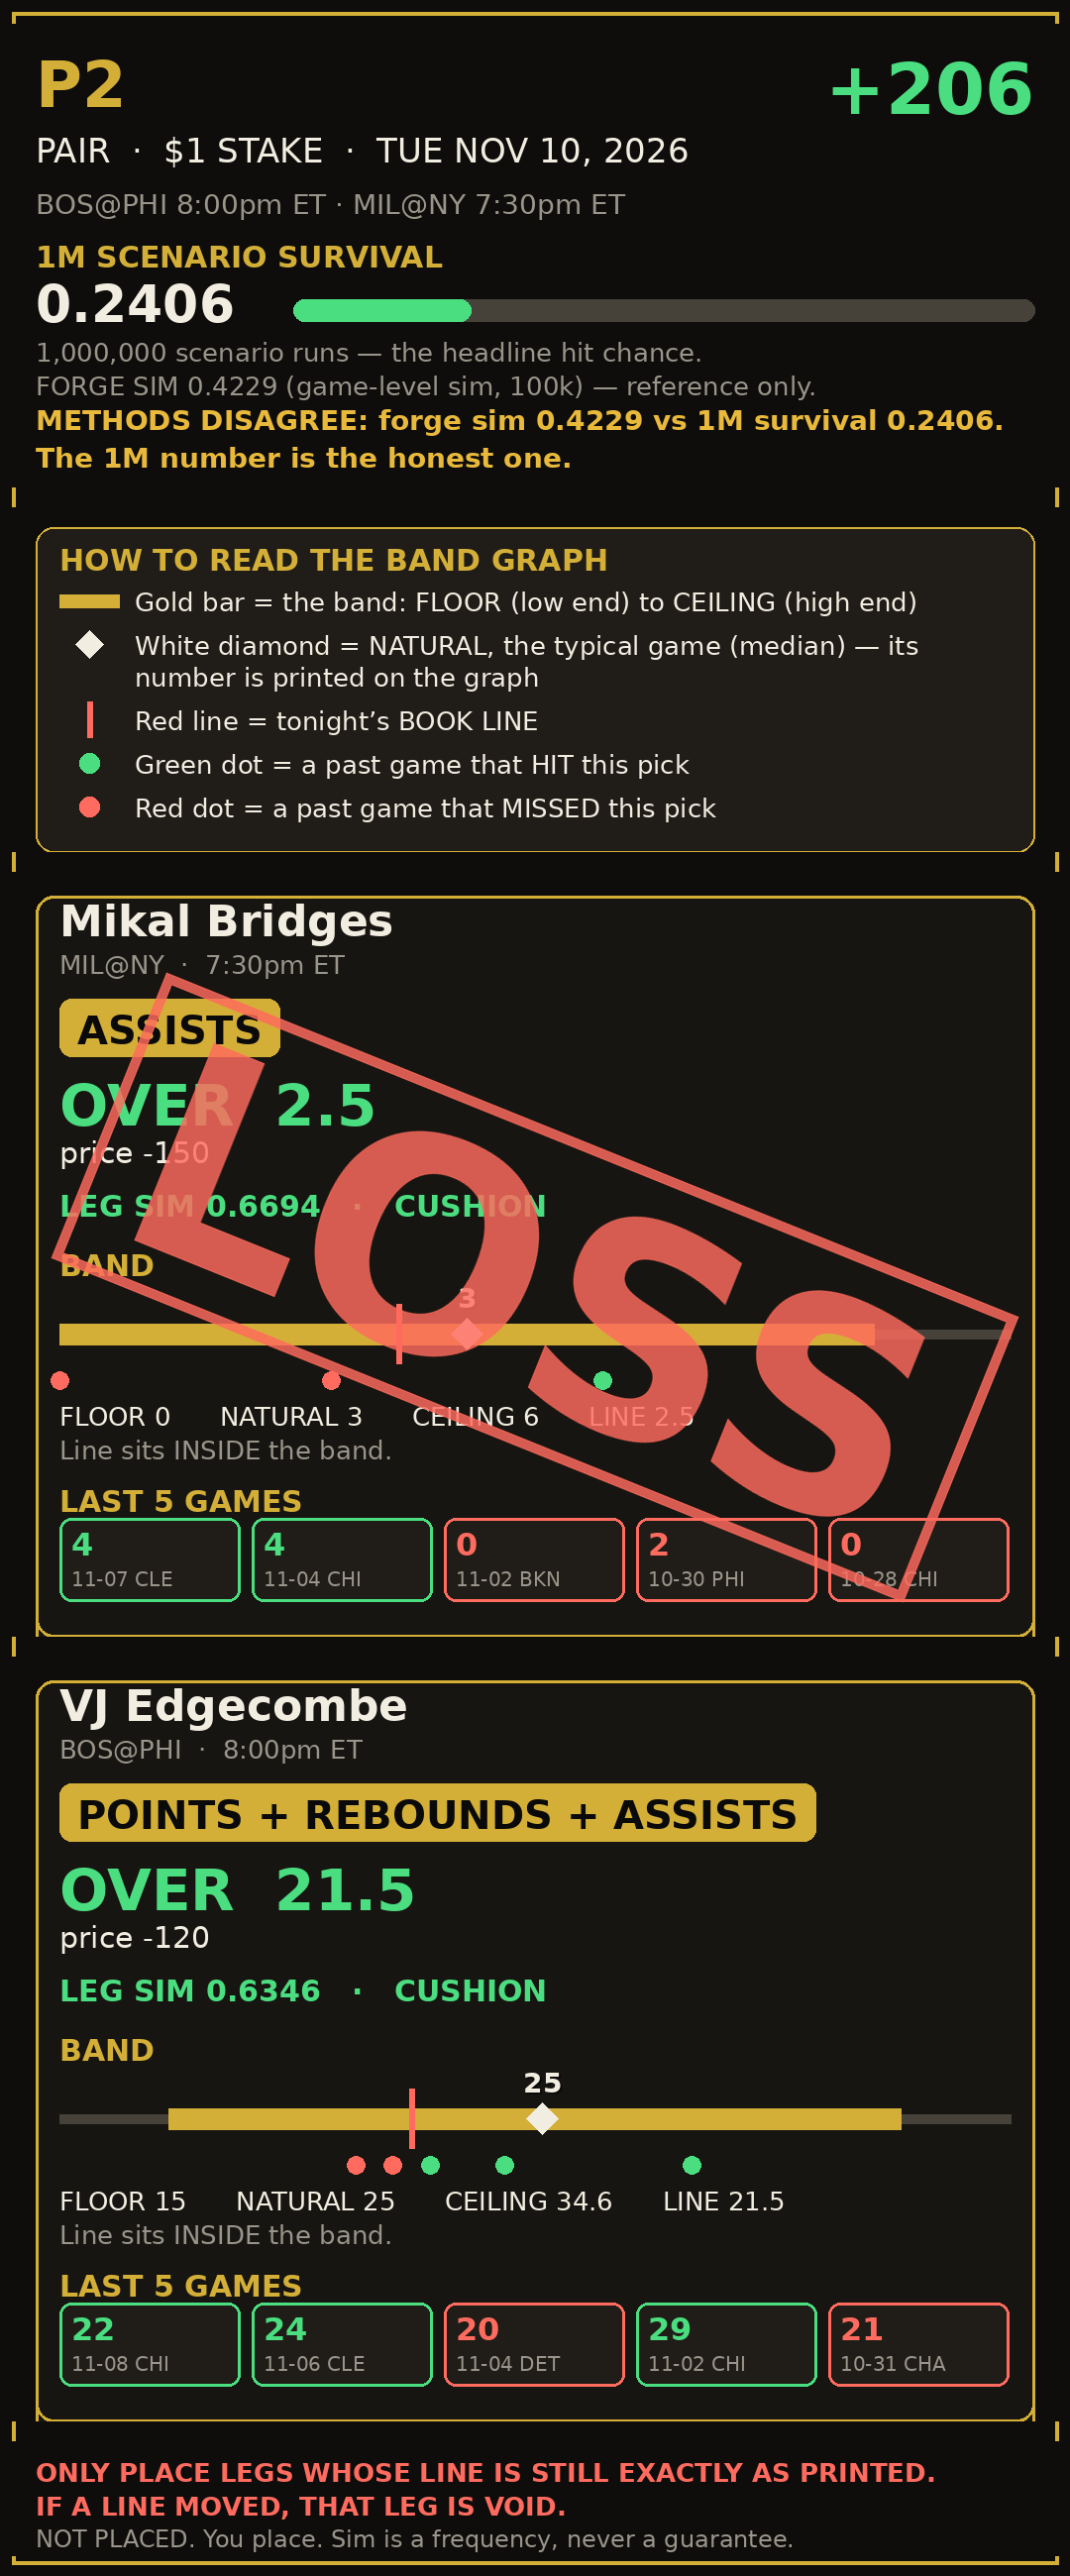 P2
+206
PAIR · $1 STAKE · TUE NOV 10, 2026
BOS@PHI 8:00pm ET · MIL@NY 7:30pm ET
1M SCENARIO SURVIVAL
0.2406
1,000,000 scenario runs — the headline hit chance.
FORGE SIM 0.4229 (game-level sim, 100k) — reference only.
METHODS DISAGREE: forge sim 0.4229 vs 1M survival 0.2406.
The 1M number is the honest one.
HOW TO READ THE BAND GRAPH
Gold bar = the band: FLOOR (low end) to CEILING (high end)
White diamond = NATURAL, the typical game (median) — its
number is printed on the graph
Red line = tonight’s BOOK LINE
Green dot = a past game that HIT this pick
Red dot = a past game that MISSED this pick
Mikal Bridges
MIL@NY · 7:30pm ET
ASSISTS
OVER 2.5
price -150
LEG SIM 0.6694 · CUSHION
BAND
3
FLOOR 0 NATURAL 3 CEILING 6 LINE 2.5
Line sits INSIDE the band.
LOSS
LAST 5 GAMES
4 4 0 2 0
11-07 CLE 11-04 CHI 11-02 BKN 10-30 PHI 10-28 CHI
VJ Edgecombe
BOS@PHI · 8:00pm ET
POINTS + REBOUNDS + ASSISTS
OVER 21.5
price -120
LEG SIM 0.6346 · CUSHION
BAND
25
FLOOR 15 NATURAL 25 CEILING 34.6 LINE 21.5
Line sits INSIDE the band.
LAST 5 GAMES
22 24 20 29 21
11-08 CHI 11-06 CLE 11-04 DET 11-02 CHI 10-31 CHA
ONLY PLACE LEGS WHOSE LINE IS STILL EXACTLY AS PRINTED.
IF A LINE MOVED, THAT LEG IS VOID.
NOT PLACED. You place. Sim is a frequency, never a guarantee.